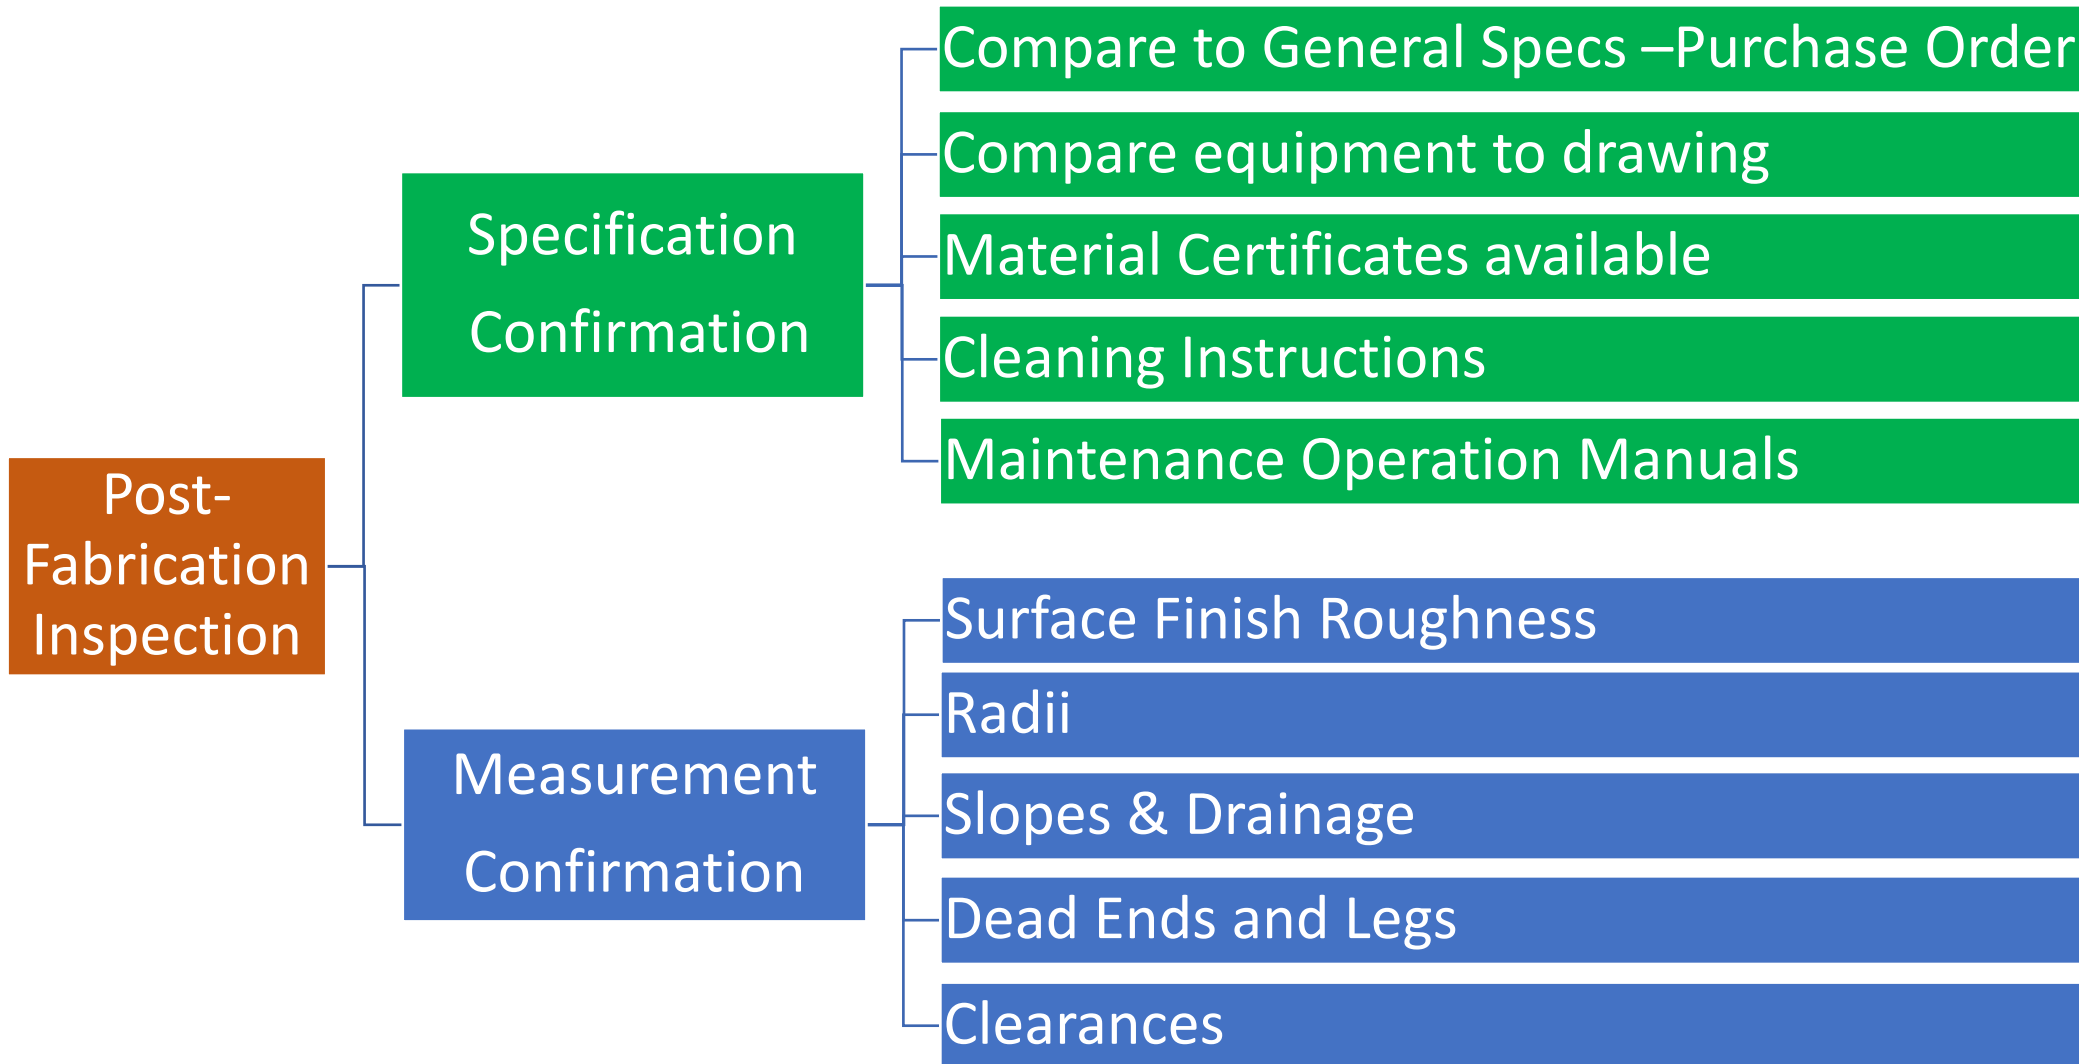 Post-
Fabrication
Inspection
Specification
Confirmation
Compare to General Specs –Purchase Order
Compare equipment to drawing
Material Certificates available
Cleaning Instructions
Maintenance Operation Manuals
Measurement
Confirmation
Surface Finish Roughness
Radii
Slopes & Drainage
Dead Ends and Legs
Clearances